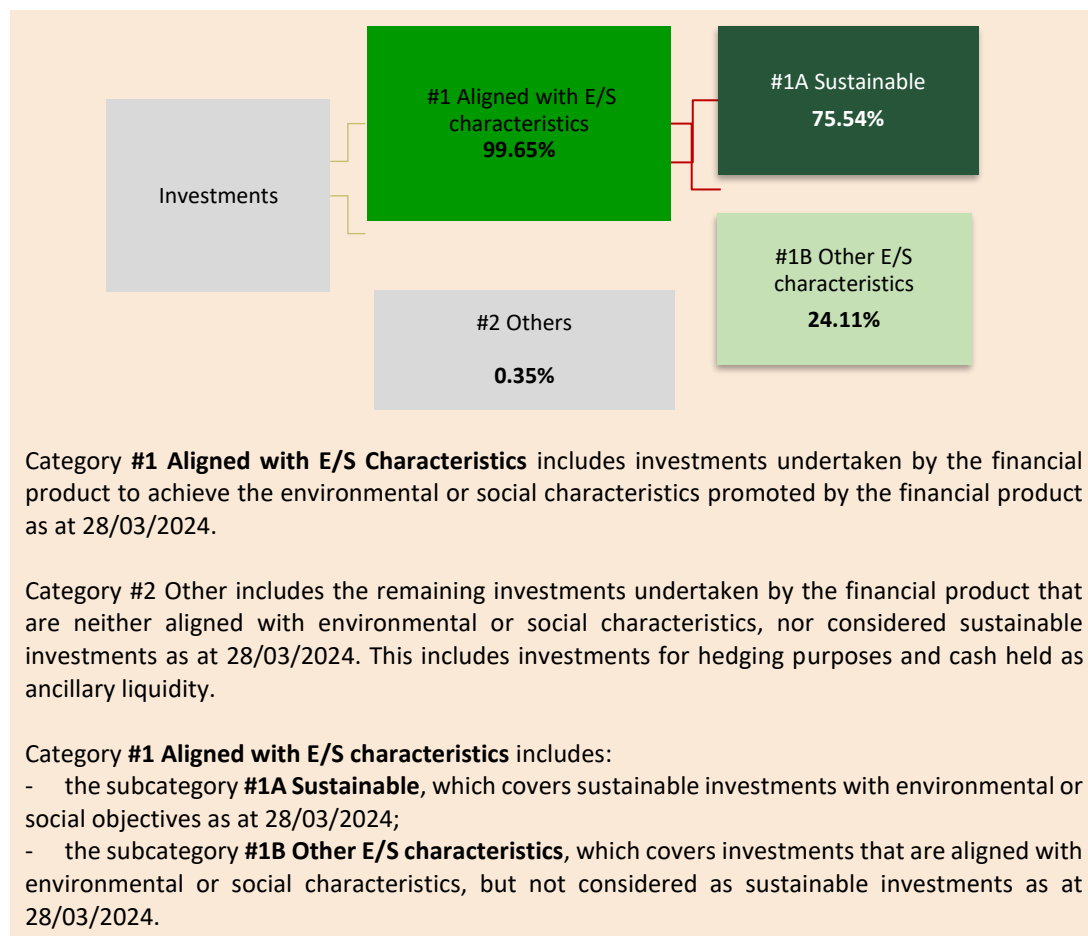 #1 Aligned with E/S
characteristics
99.65%
#1A Sustainable
75.54%
Investments
#1B Other E/S
characteristics
24.11%
#2 Others
0.35%
Category #1 Aligned with E/S Characteristics includes investments undertaken by the financial
product to achieve the environmental or social characteristics promoted by the financial product
as at 28/03/2024.
Category #2 Other includes the remaining investments undertaken by the financial product that
are neither aligned with environmental or social characteristics, nor considered sustainable
investments as at 28/03/2024. This includes investments for hedging purposes and cash held as
ancillary liquidity.
Category #1 Aligned with E/S characteristics includes:
- the subcategory #1A Sustainable, which covers sustainable investments with environmental or
social objectives as at 28/03/2024;
- the subcategory #1B Other E/S characteristics, which covers investments that are aligned with
environmental or social characteristics, but not considered as sustainable investments as at
28/03/2024.